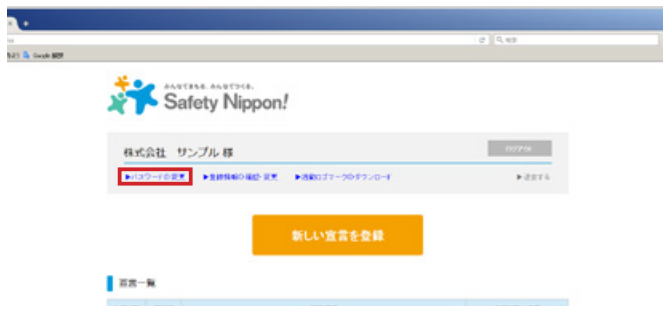 みんなでまもる。みんなでつくる。
Safety Nippon!
株式会社　サンプル 様
ログアウト
▶パスワードの変更　▶登録情報の確認・変更　▶活動ロゴマークのダウンロード
新しい宣言を登録
宣言一覧